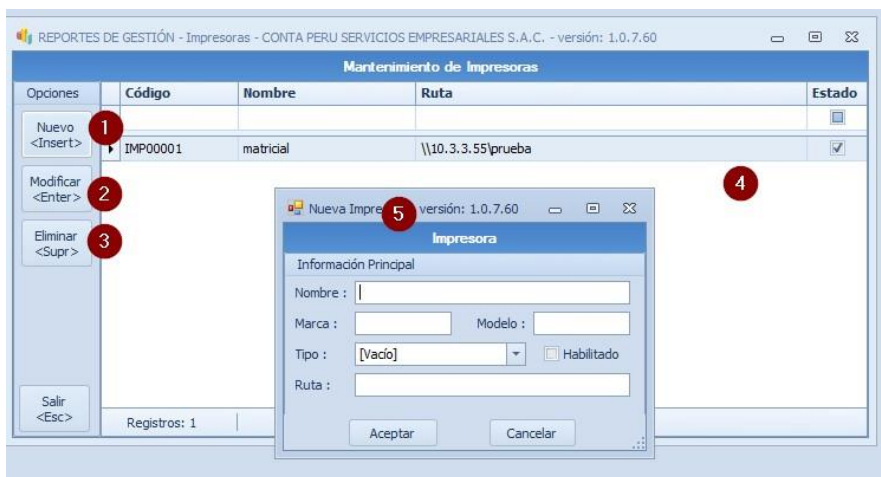 REPORTES DE GESTIÓN - Impresoras - CONTA PERU SERVICIOS EMPRESARIALES S.A.C. - versión: 1.0.7.60
Mantenimiento de Impresoras
Opciones
Código Nombre Ruta Estado
Nuevo
<Insert>
1
IMP00001 matricial \\10.3.3.55\prueba
Modificar
<Enter>
2
4
Eliminar
<Supr>
3
Nueva 5 versión: 1.0.7.60
Impresora
Información Principal
Nombre :
Marca : Modelo :
Tipo : [Vacío] Habilitado
Ruta :
Aceptar Cancelar
Salir
<Esc>
Registros: 1